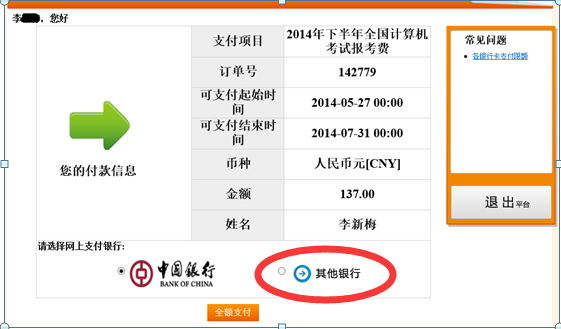 李，您好
支付项目
2014年下半年全国计算机
考试报考费
订单号
142779
可支付起始时
间
2014-05-27 00:00
可支付结束时
间
2014-07-31 00:00
币种
人民币元[CNY]
金额
137.00
姓名
李新梅
您的付款信息
请选择网上支付银行:
中国银行
BANK OF CHINA
其他银行
全额支付
常见问题
各银行卡支付限额
退出平台